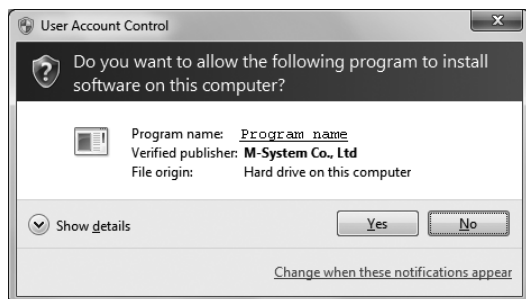 User Account Control
x
Do you want to allow the following program to install
software on this computer?
Program name: Program name
Verified publisher: M-System Co., Ltd
File origin: Hard drive on this computer
Show details
Yes No
Change when these notifications appear